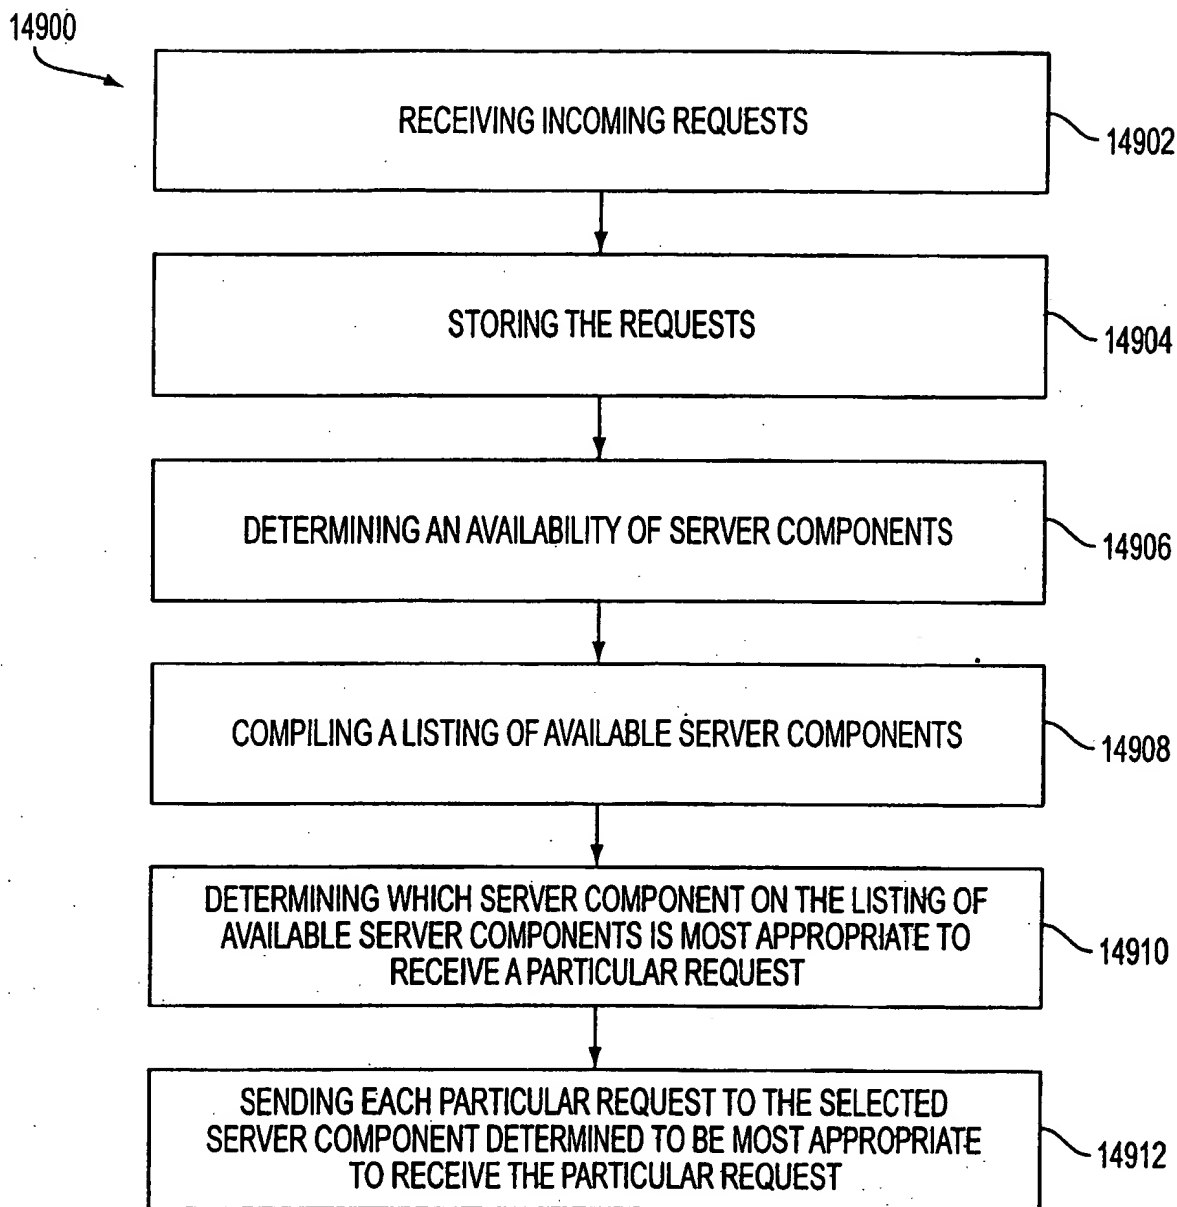 14900
RECEIVING INCOMING REQUESTS
14902
STORING THE REQUESTS
14904
DETERMINING AN AVAILABILITY OF SERVER COMPONENTS
14906
COMPILING A LISTING OF AVAILABLE SERVER COMPONENTS
14908
DETERMINING WHICH SERVER COMPONENT ON THE LISTING OF
AVAILABLE SERVER COMPONENTS IS MOST APPROPRIATE TO
RECEIVE A PARTICULAR REQUEST
14910
SENDING EACH PARTICULAR REQUEST TO THE SELECTED
SERVER COMPONENT DETERMINED TO BE MOST APPROPRIATE
TO RECEIVE THE PARTICULAR REQUEST
14912